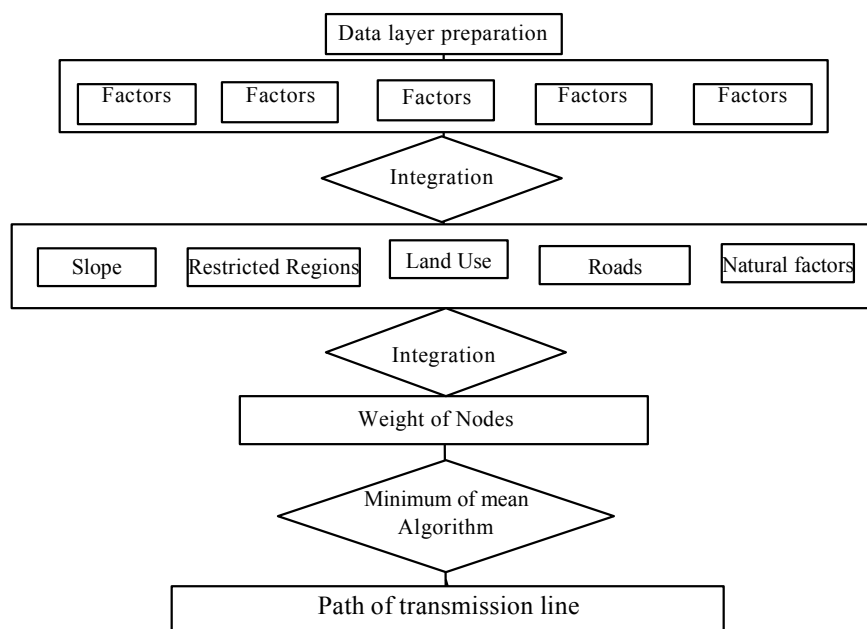 Data layer preparation
Factors Factors Factors Factors Factors
Integration
Slope Restricted Regions Land Use Roads Natural factors
Integration
Weight of Nodes
Minimum of mean
Algorithm
Path of transmission line